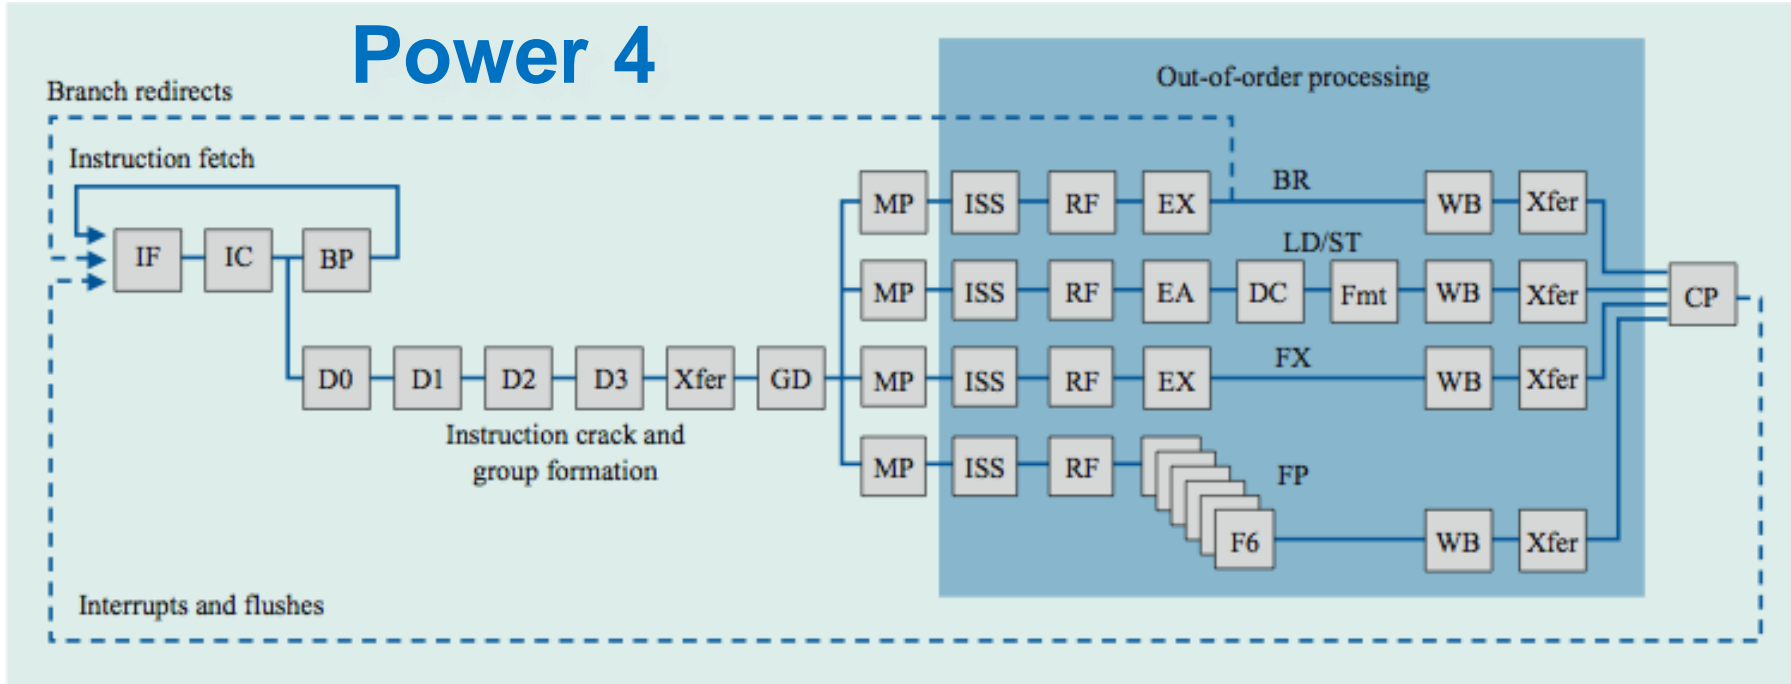 Power 4
Out-of-order processing
Branch redirects
Instruction fetch
MP ISS RF EX BR WB Xfer
IF IC BP
LD/ST
MP ISS RF EA DC Fmt WB Xfer
CP
D0 D1 D2 D3 Xfer GD
MP ISS RF EX FX WB Xfer
Instruction crack and
group formation
MP ISS RF FP
F6 WB Xfer
Interrupts and flushes